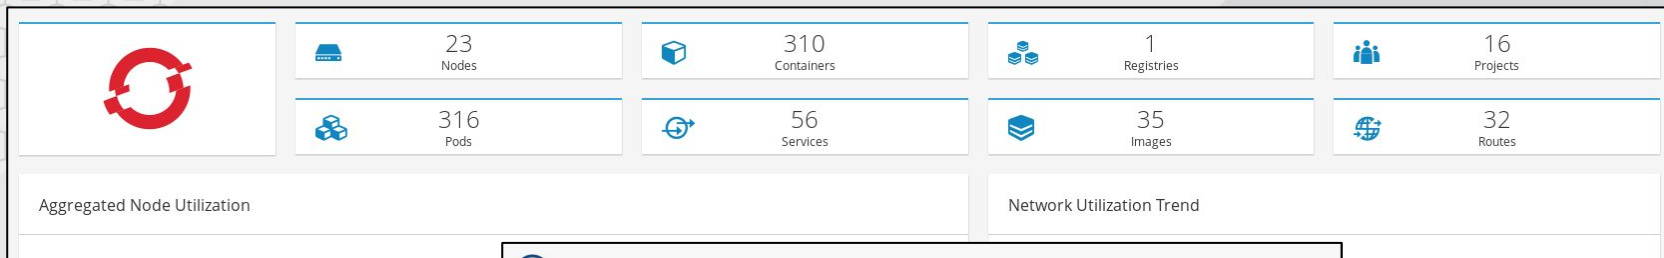 23
Nodes
310
Containers
1
Registries
16
Projects
316
Pods
56
Services
35
Images
32
Routes
Aggregated Node Utilization
Network Utilization Trend